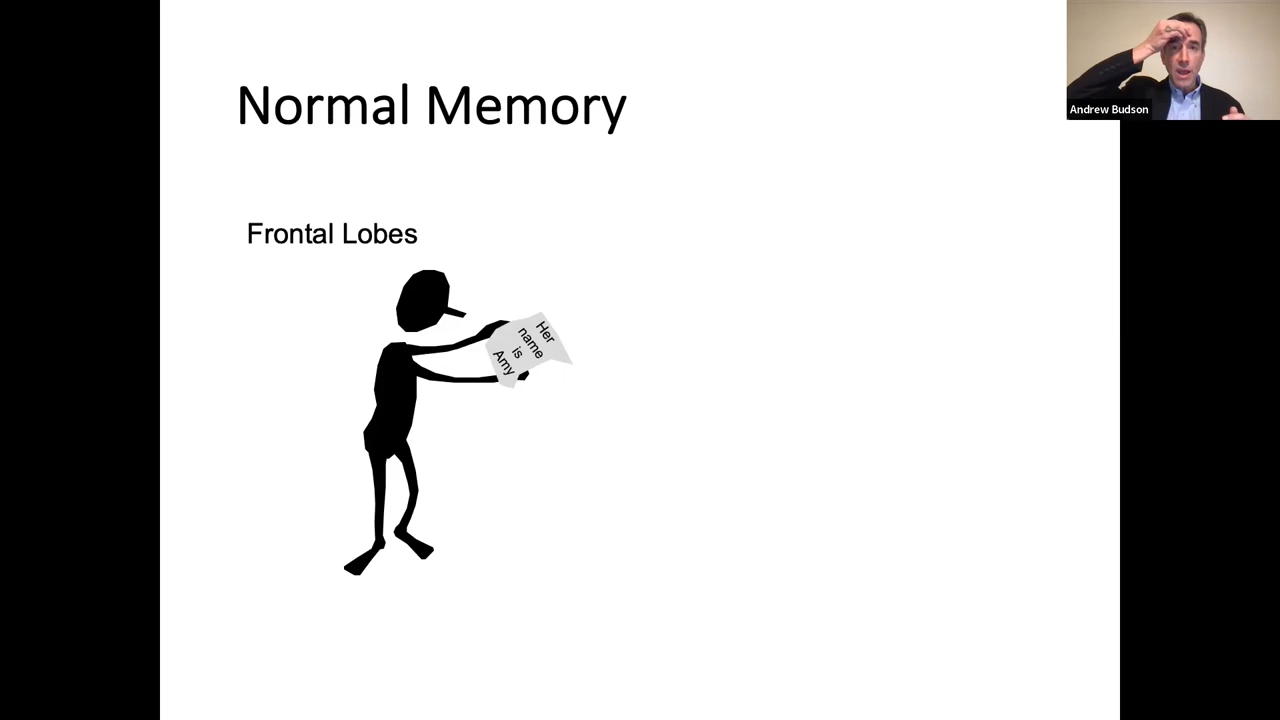 Normal Memory
Andrew Budson
Frontal Lobes
Her
name
is
Amy